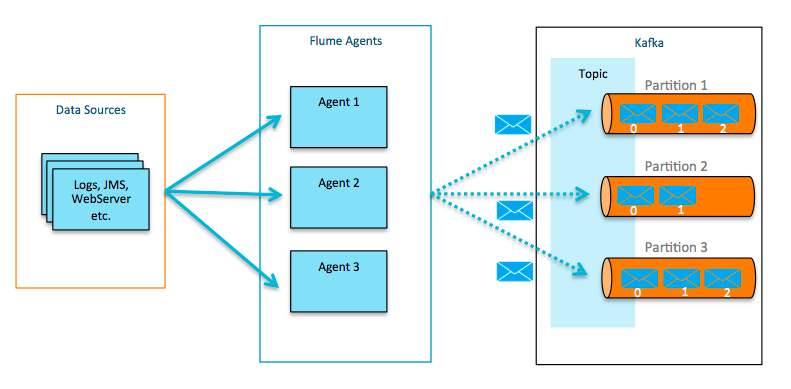 Data Sources
Logs, JMS,
WebServer
etc.
Flume Agents
Agent 1
Agent 2
Agent 3
Kafka
Topic
Partition 1
0 1 2
Partition 2
0 1
Partition 3
0 1 2